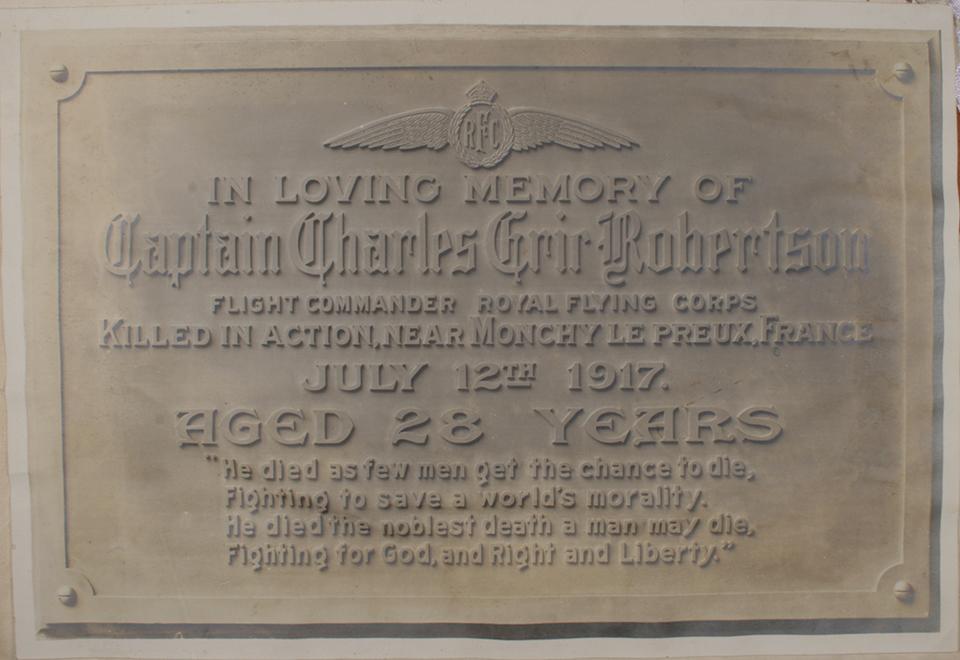 RFC
IN LOVING MEMORY OF
Captain Charles Eric Robertson
FLIGHT COMMANDER ROYAL FLYING CORPS
KILLED IN ACTION, NEAR MONCHY LE PREUX, FRANCE
JULY 12TH 1917.
AGED 28 YEARS
"He died as few men get the chance to die,
Fighting to save a world's morality.
He died the noblest death a man may die,
Fighting for God, and Right and Liberty."